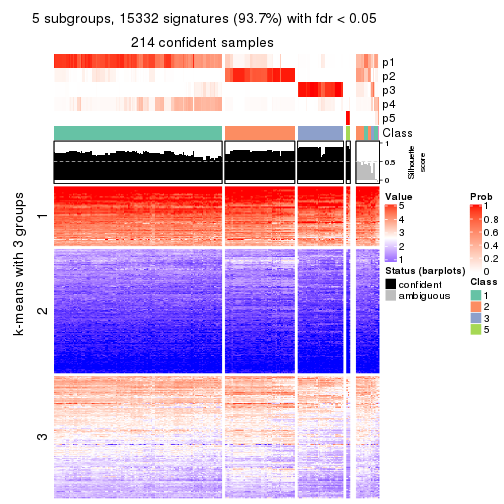 5 subgroups, 15332 signatures (93.7%) with fdr < 0.05
214 confident samples
p1
p2
p3
p4
p5
Class
1
0.5
0
Silhouette
score
k-means with 3 groups
1
2
3
Value
5
4
3
2
1
Status (barplots)
confident
ambiguous
Prob
1
0.8
0.6
0.4
0.2
0
Class
1
2
3
5